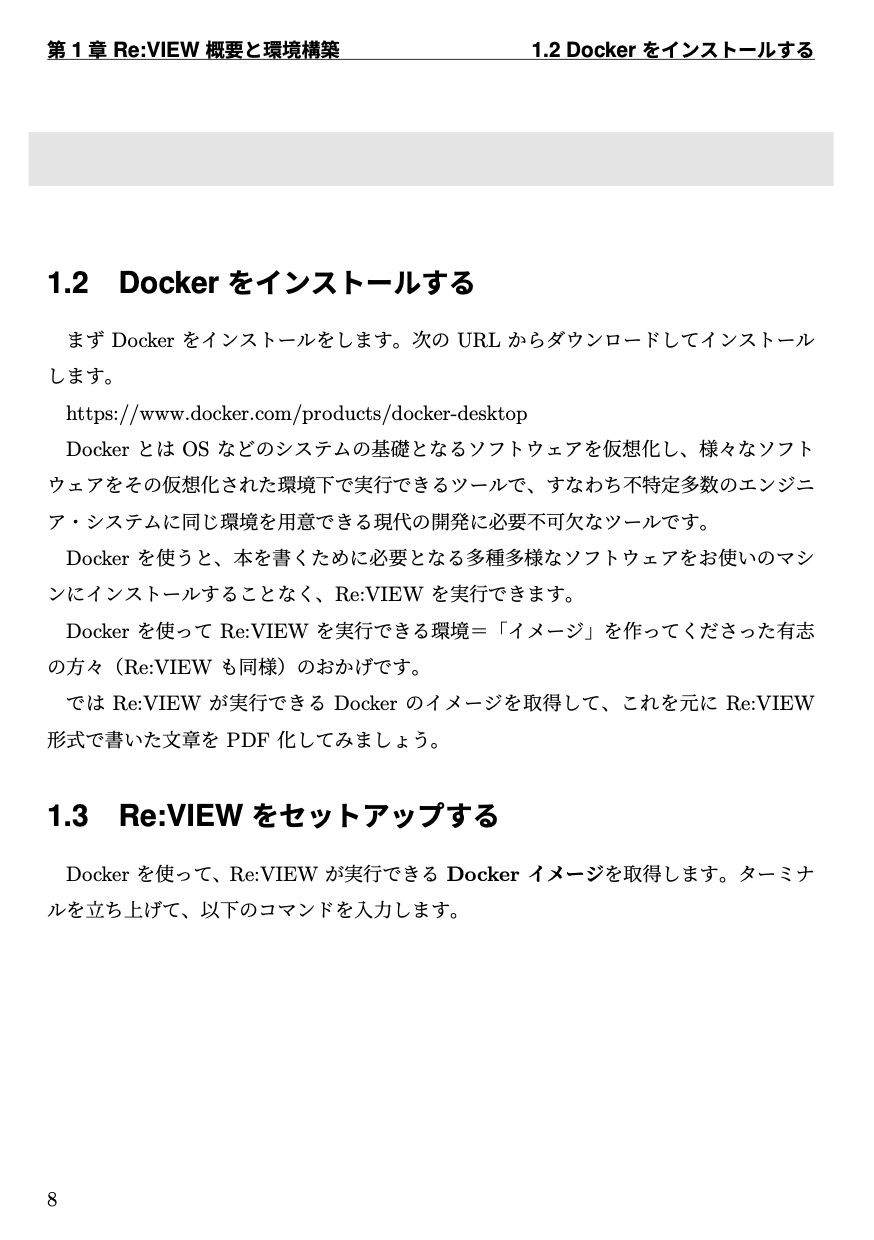 第 1 章 Re:VIEW 概要と環境構築 1.2 Docker をインストールする
1.2 Docker をインストールする
まず Docker をインストールをします。次の URL からダウンロードしてインストール
します。
https://www.docker.com/products/docker-desktop
Docker とは OS などのシステムの基礎となるソフトウェアを仮想化し、様々なソフト
ウェアをその仮想化された環境下で実行できるツールで、すなわち不特定多数のエンジニ
ア・システムに同じ環境を用意できる現代の開発に必要不可欠なツールです。
Docker を使うと、本を書くために必要となる多種多様なソフトウェアをお使いのマシ
ンにインストールすることなく、Re:VIEW を実行できます。
Docker を使って Re:VIEW を実行できる環境＝「イメージ」を作ってくださった有志
の方々（Re:VIEW も同様）のおかげです。
では Re:VIEW が実行できる Docker のイメージを取得して、これを元に Re:VIEW
形式で書いた文章を PDF 化してみましょう。
1.3 Re:VIEW をセットアップする
Docker を使って、Re:VIEW が実行できる Docker イメージを取得します。ターミナ
ルを立ち上げて、以下のコマンドを入力します。
8